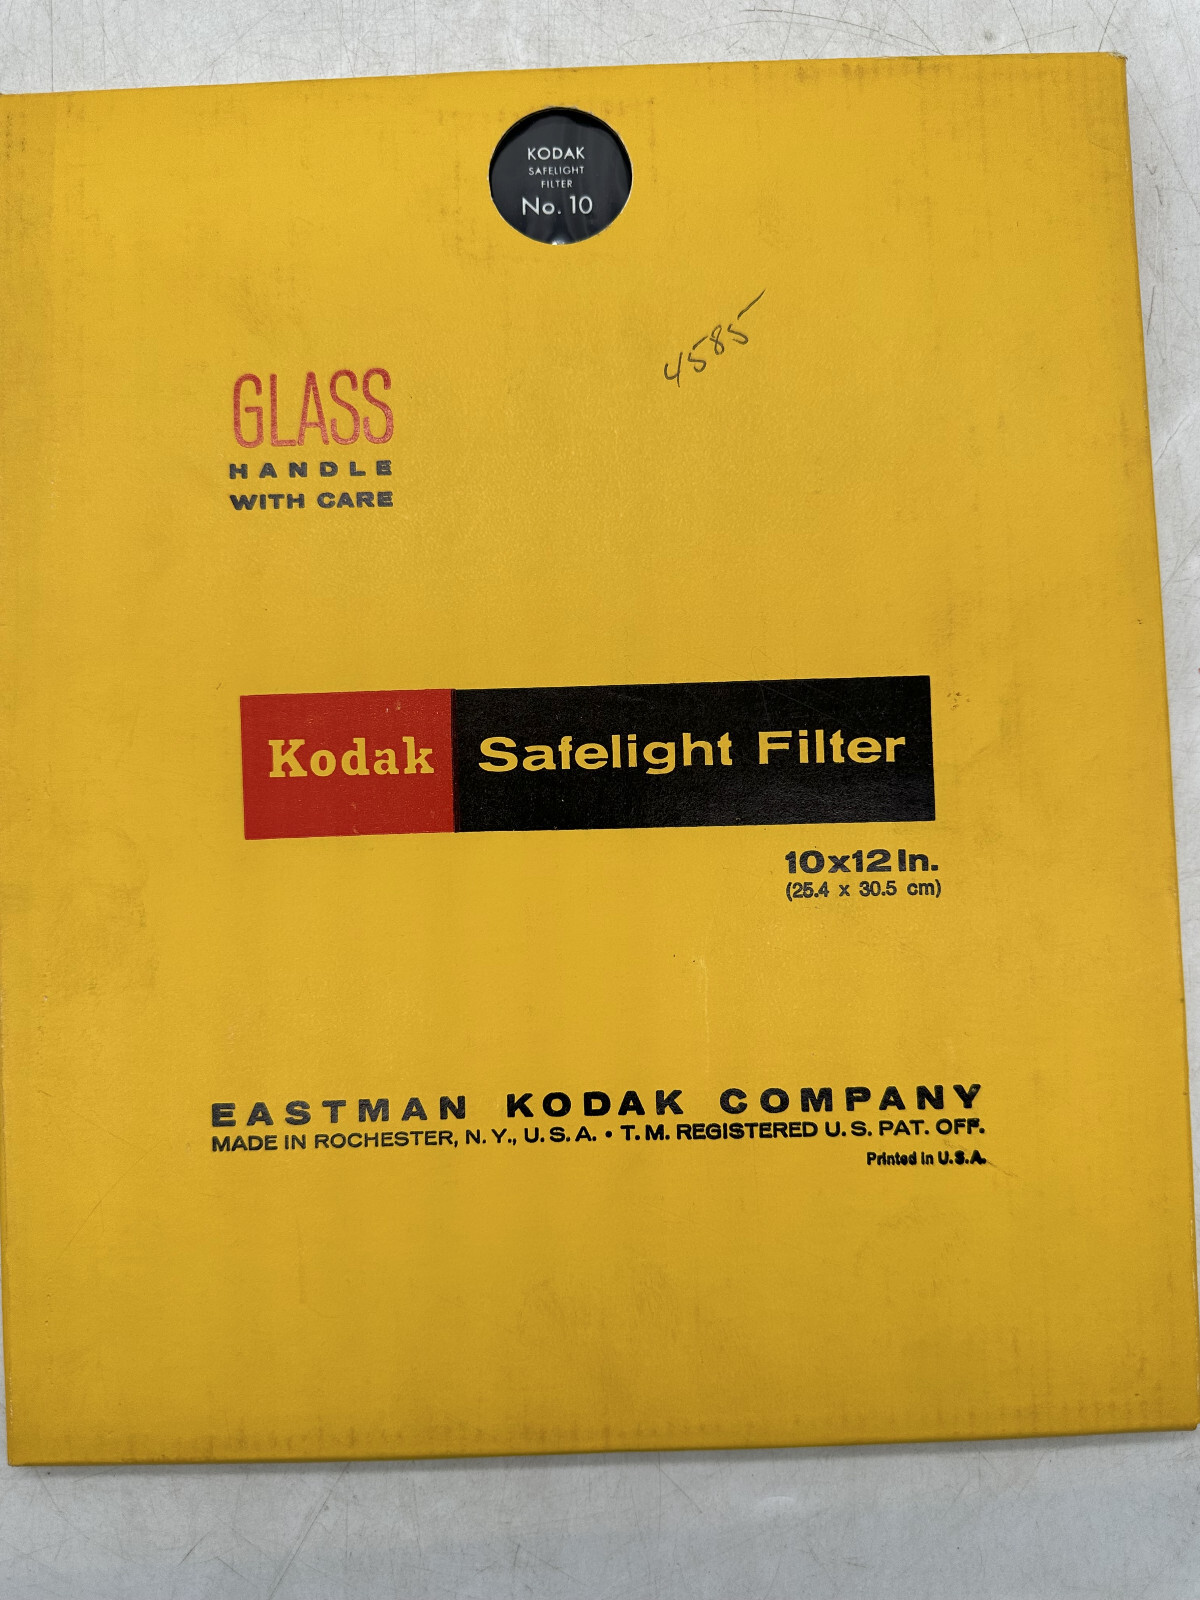 KODAK
SAFELIGHT
FILTER
No. 10
4585
GLASS
HANDLE
WITH CARE
Kodak Safelight Filter
10x12 In.
(25.4 x 30.5 cm)
EASTMAN KODAK COMPANY
MADE IN ROCHESTER, N. Y., U. S. A. • T. M. REGISTERED U. S. PAT. OFF.
Printed in U.S.A.